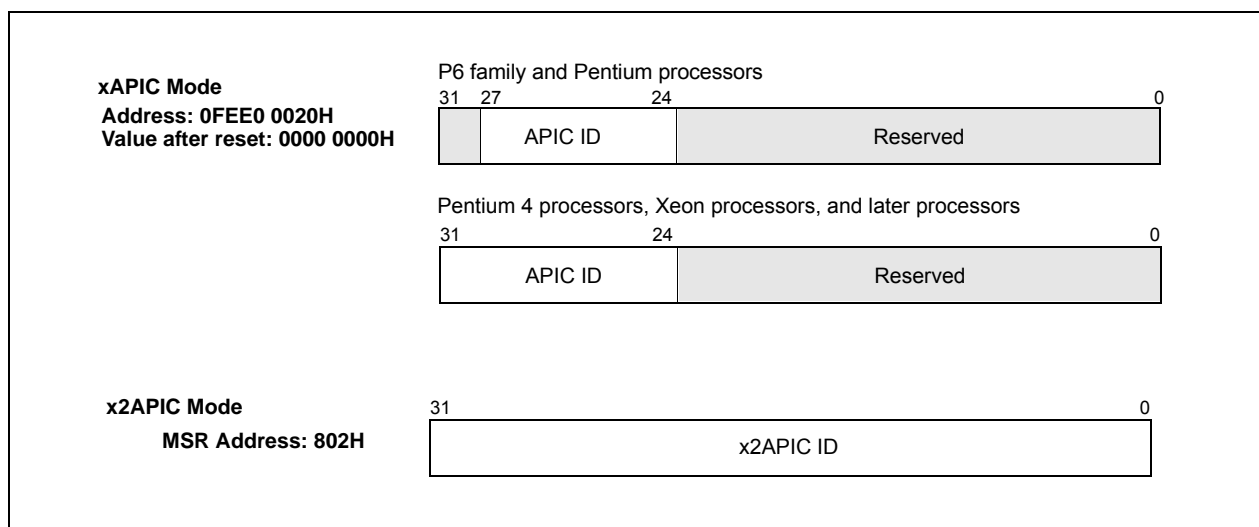 xAPIC Mode
Address: 0FEE0 0020H
Value after reset: 0000 0000H
P6 family and Pentium processors
31 27 24 0
APIC ID Reserved
Pentium 4 processors, Xeon processors, and later processors
31 24 0
APIC ID Reserved
x2APIC Mode
MSR Address: 802H
31 0
x2APIC ID